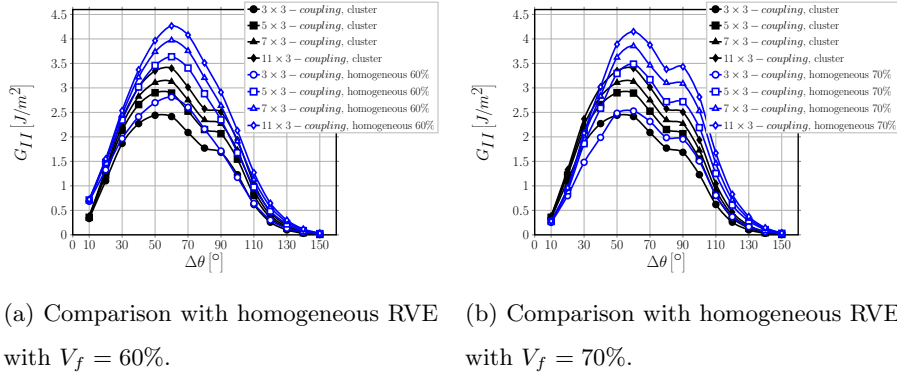 4.5
4
3.5
3
2.5
2
1.5
1
0.5
0
G_II [J/m²]
0 10 30 50 70 90 110 130 150
Δθ [°]
3 × 3 − coupling, cluster
5 × 3 − coupling, cluster
7 × 3 − coupling, cluster
11 × 3 − coupling, cluster
3 × 3 − coupling, homogeneous 60%
5 × 3 − coupling, homogeneous 60%
7 × 3 − coupling, homogeneous 60%
11 × 3 − coupling, homogeneous 60%
(a) Comparison with homogeneous RVE
with V_f = 60%.
4.5
4
3.5
3
2.5
2
1.5
1
0.5
0
G_II [J/m²]
0 10 30 50 70 90 110 130 150
Δθ [°]
3 × 3 − coupling, cluster
5 × 3 − coupling, cluster
7 × 3 − coupling, cluster
11 × 3 − coupling, cluster
3 × 3 − coupling, homogeneous 70%
5 × 3 − coupling, homogeneous 70%
7 × 3 − coupling, homogeneous 70%
11 × 3 − coupling, homogeneous 70%
(b) Comparison with homogeneous RVE
with V_f = 70%.